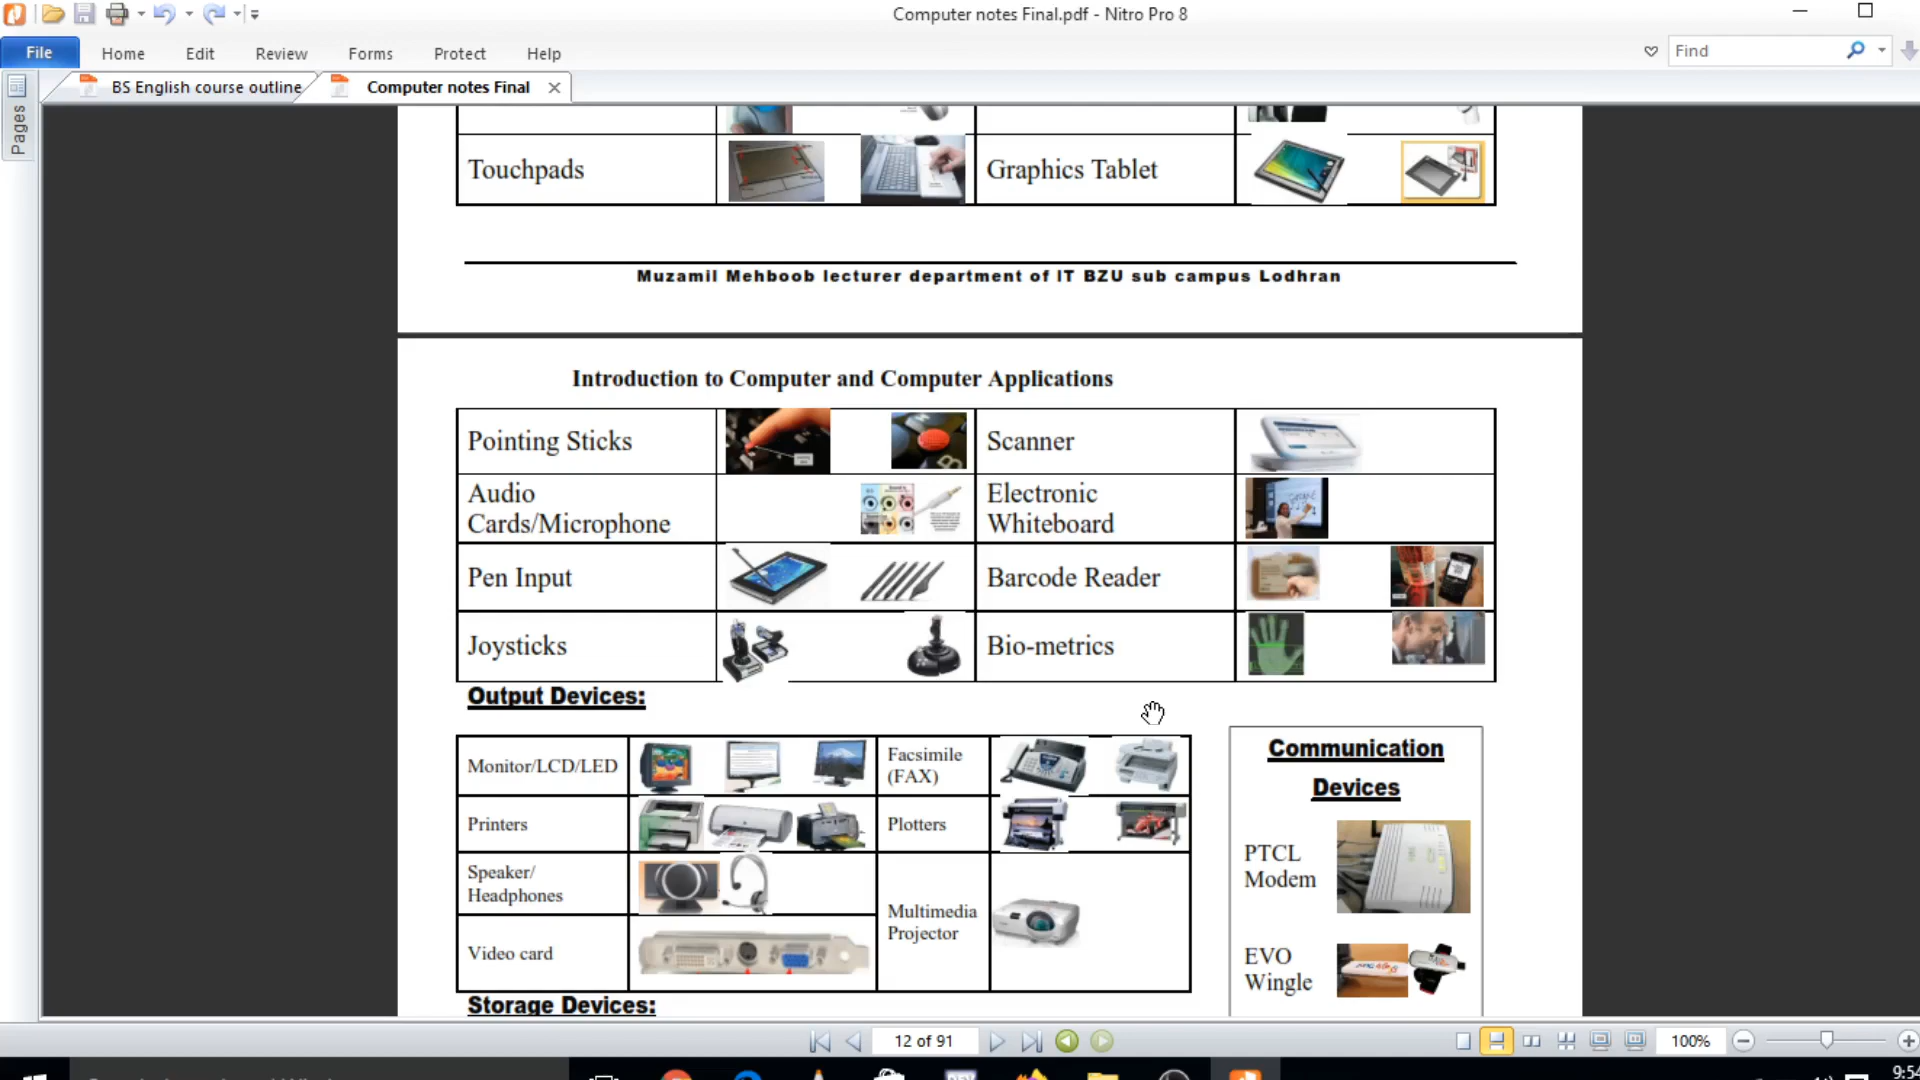 Computer notes Final.pdf - Nitro Pro 8
File Home Edit Review Forms Protect Help
Find
BS English course outline
Computer notes Final
Pages
Touchpads
Graphics Tablet
Muzamil Mehboob lecturer department of IT BZU sub campus Lodhran
Introduction to Computer and Computer Applications
Pointing Sticks
Scanner
Audio
Cards/Microphone
Electronic
Whiteboard
Pen Input
Barcode Reader
Joysticks
Bio-metrics
Output Devices:
Monitor/LCD/LED
Facsimile
(FAX)
Printers
Plotters
Speaker/
Headphones
Multimedia
Projector
Video card
Communication
Devices
PTCL
Modem
EVO
Wingle
Storage Devices:
12 of 91
100%
9:54